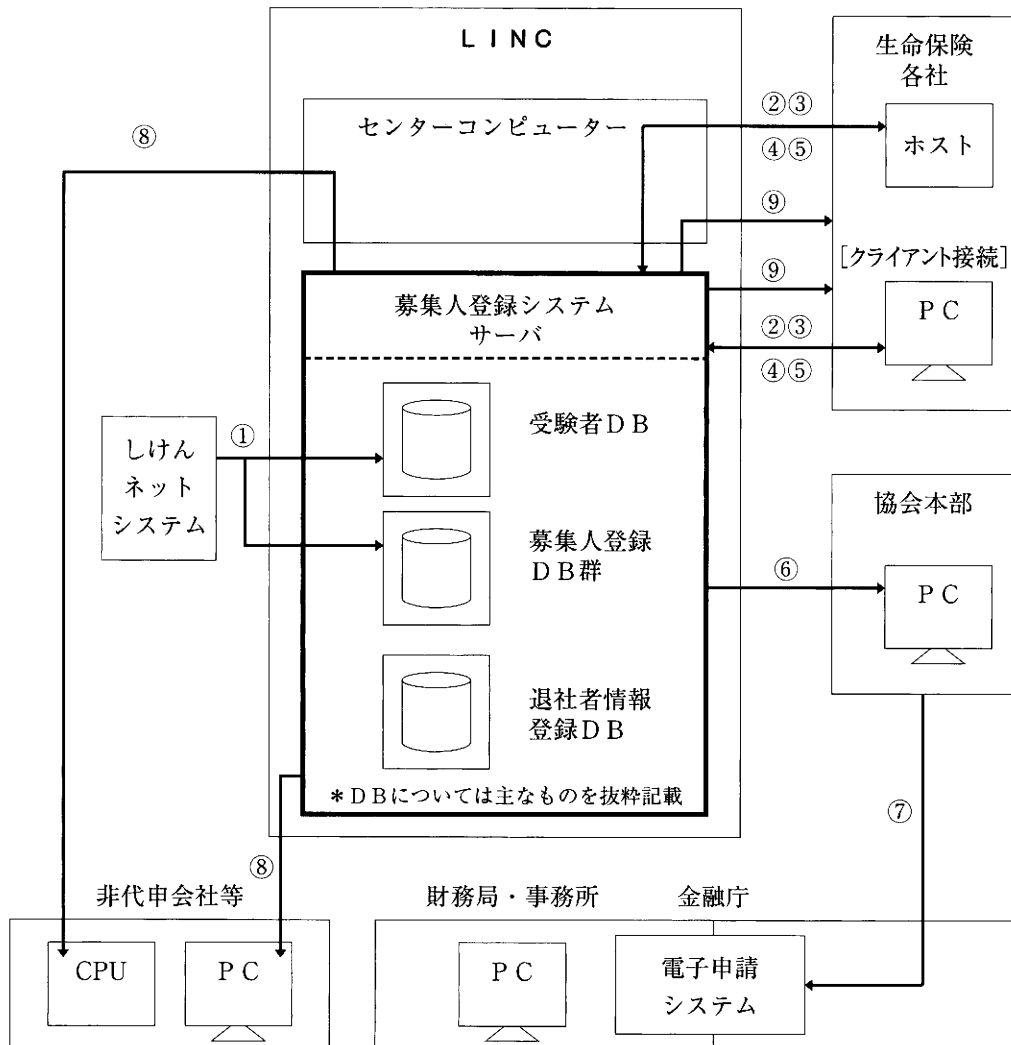 LINC
センターコンピューター
⑧
②③
④⑤
⑨
生命保険
各社
ホスト
[クライアント接続]
PC
⑨
②③
④⑤
募集人登録システム
サーバ
しけん
ネット
システム
①
受験者DB
募集人登録
DB群
退社者情報
登録DB
*DBについては主なものを抜粋記載
協会本部
PC
⑥
⑦
⑧
非代申会社等
CPU
PC
財務局・事務所
金融庁
PC
電子申請
システム